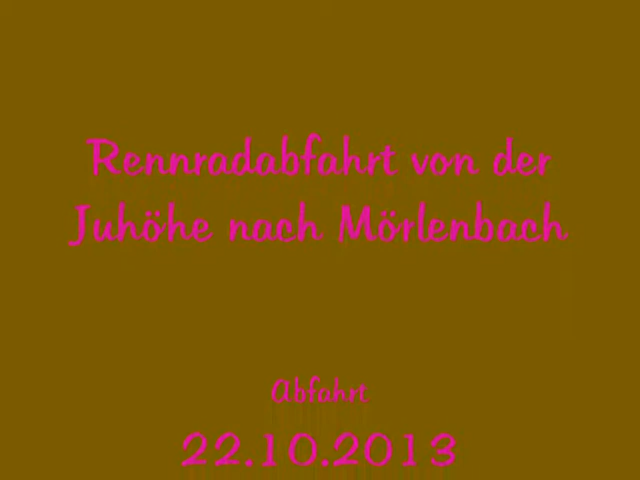 Rennradabfahrt von der
Juhöhe nach Mörlenbach
Abfahrt
22.10.2013